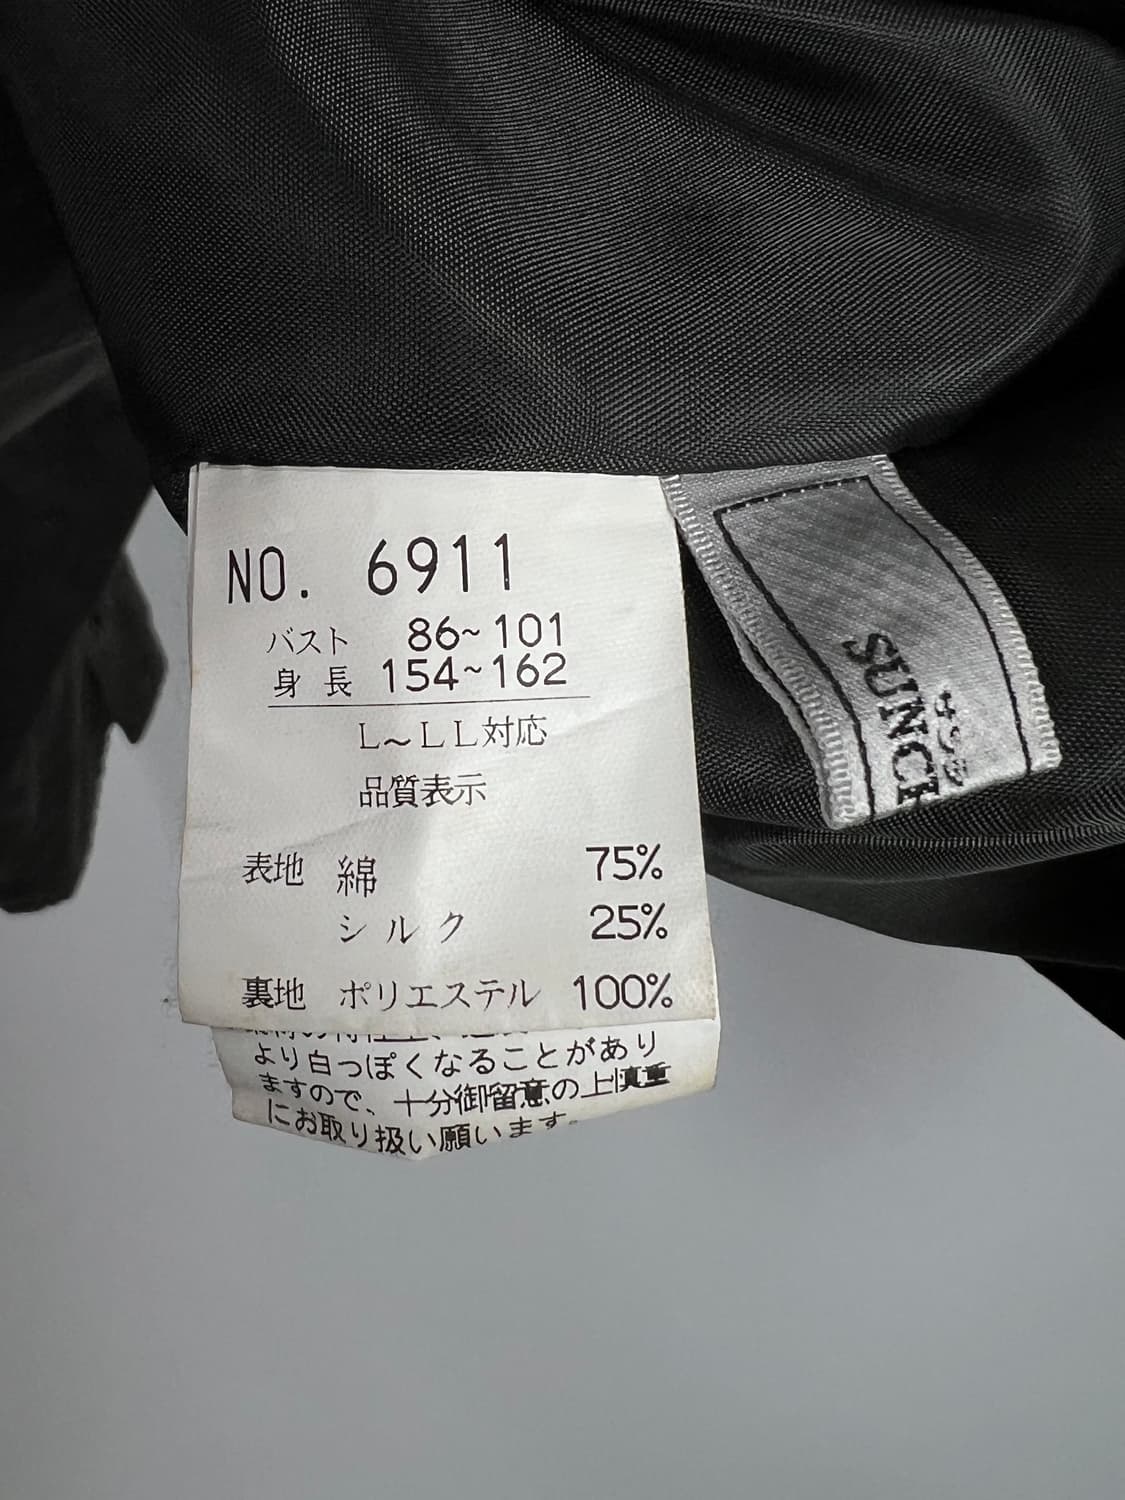 NO. 6911
バスト 86~101
身長 154~162
L~LL対応
品質表示
表地 綿 75%
シルク 25%
裏地 ポリエステル 100%
より白っぽくなることがあり
ますので、十分御留意の上慎重
にお取り扱い願います。
サンコ
SUNC